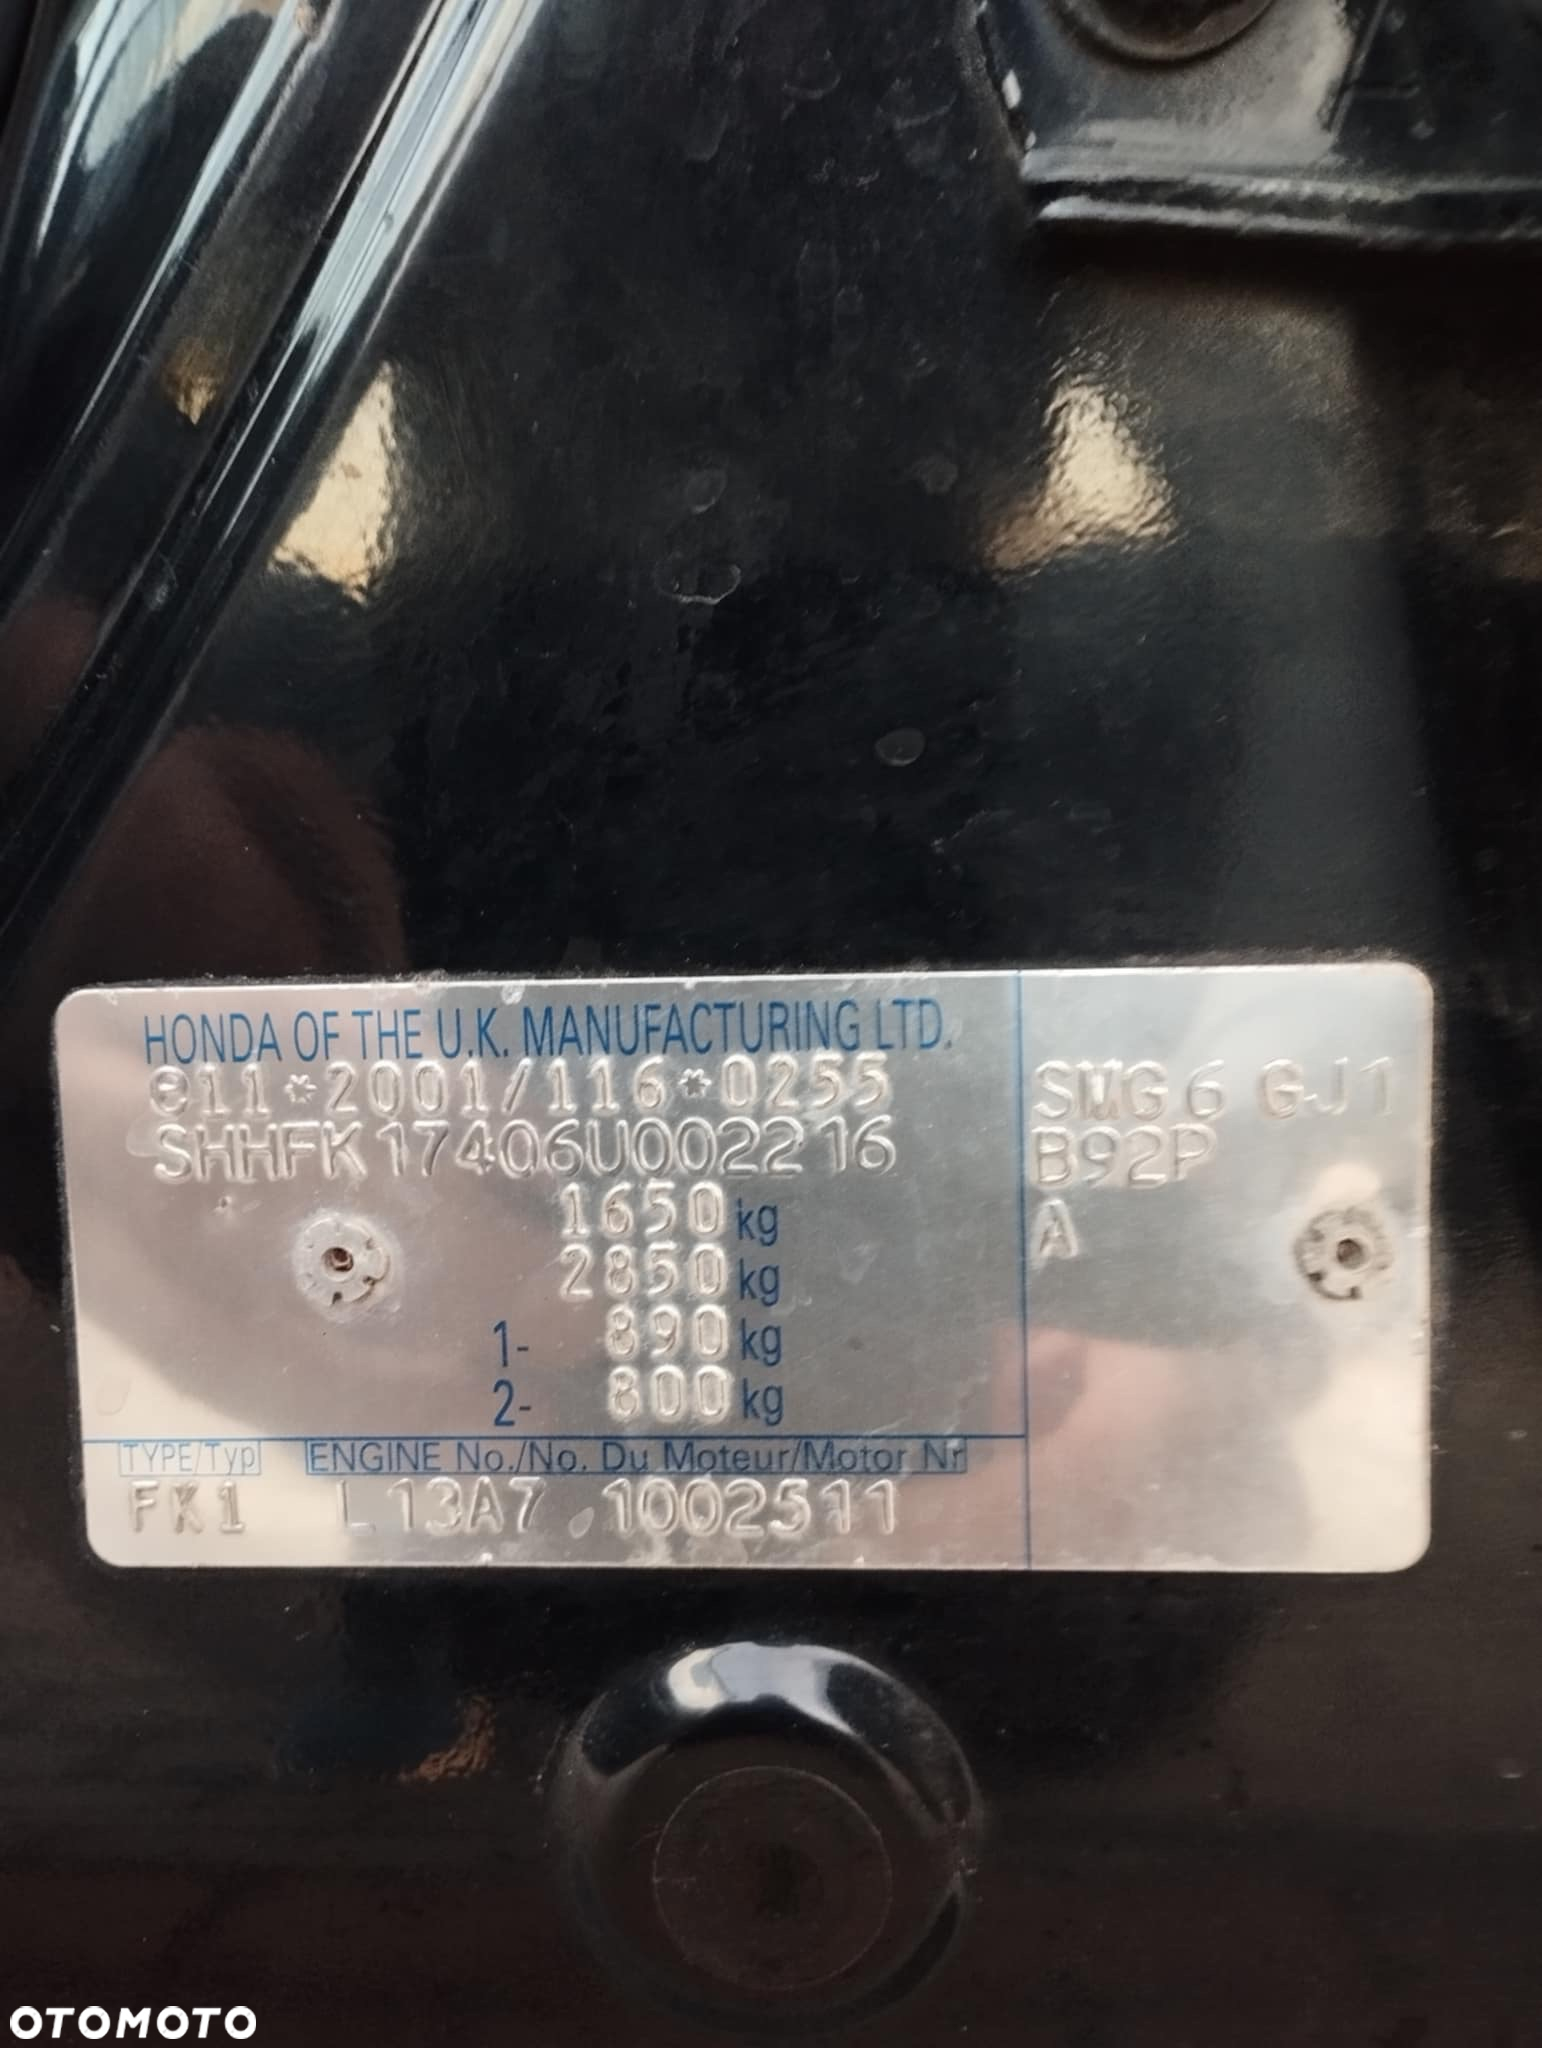 HONDA OF THE U.K. MANUFACTURING LTD.
e11*2001/116*0255
SHHFK17406U002216
1650 kg
2850 kg
1- 890 kg
2- 800 kg
SMG6 GJ1
B92P
A
TYPE/Typ ENGINE No./No. Du Moteur/Motor Nr
FK1 L13A7 1002511
OTOMOTO